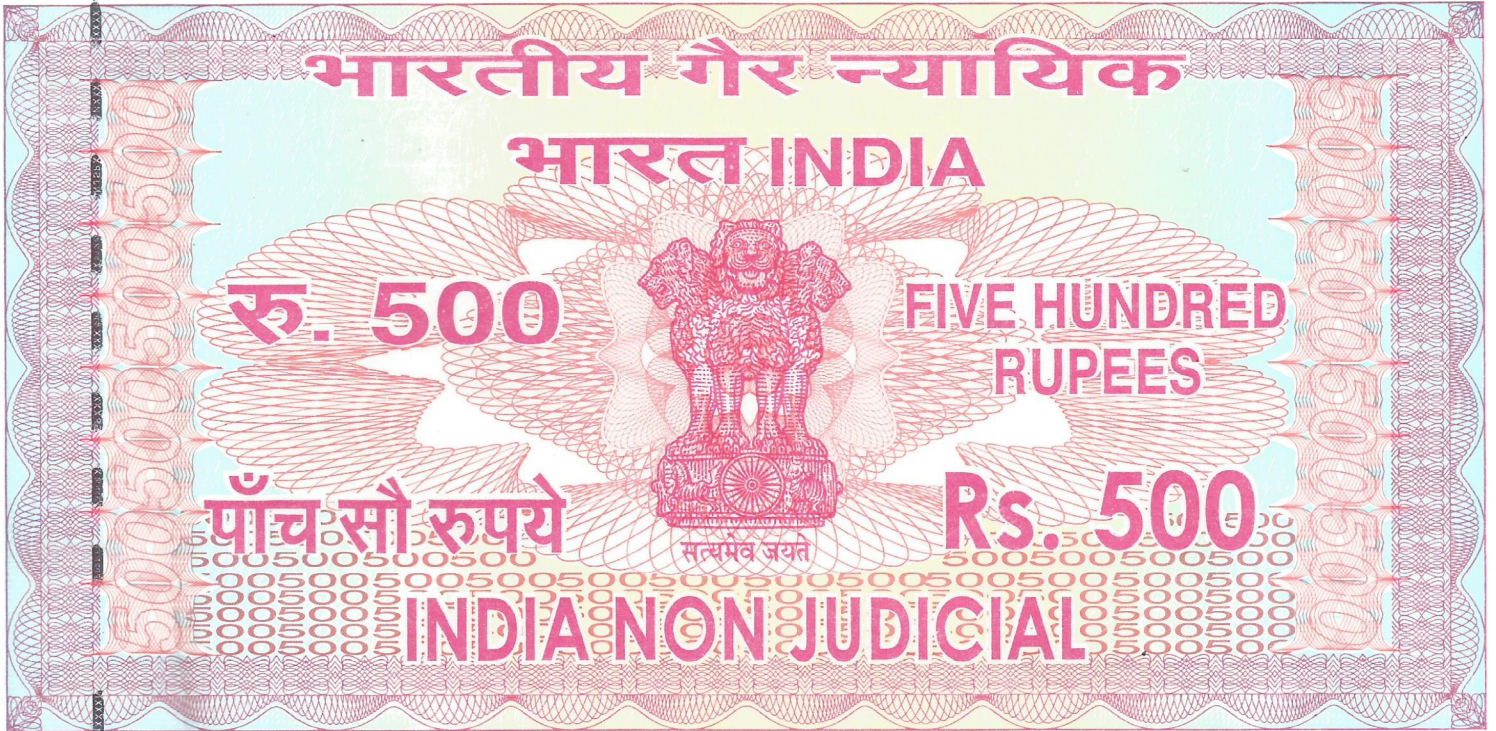 भारतीय गैर न्यायिक
भारत INDIA
रु. 500
FIVE HUNDRED
RUPEES
पाँच सौ रुपये
Rs. 500
सत्यमेव जयते
INDIA NON JUDICIAL